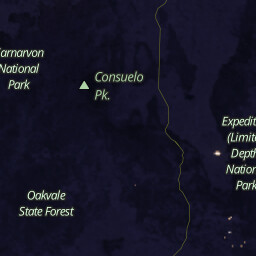 arnarvon
National
Park
Consuelo
Pk.
Expedit
(Limite
Depth
Nation
Park
Oakvale
State Forest